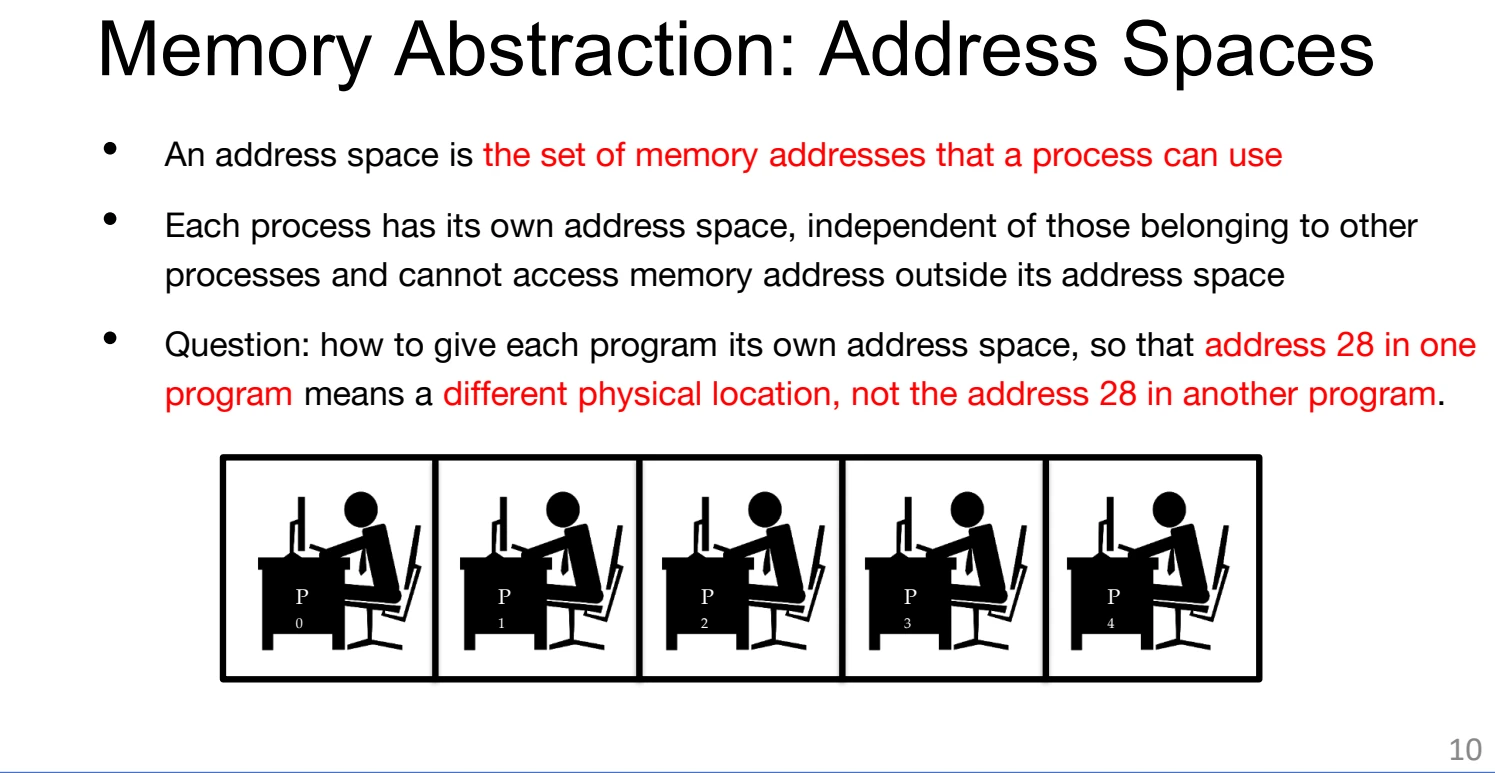 Memory Abstraction: Address Spaces
• An address space is the set of memory addresses that a process can use
• Each process has its own address space, independent of those belonging to other
processes and cannot access memory address outside its address space
• Question: how to give each program its own address space, so that address 28 in one
program means a different physical location, not the address 28 in another program.
P P P P P
0 1 2 3 4
10